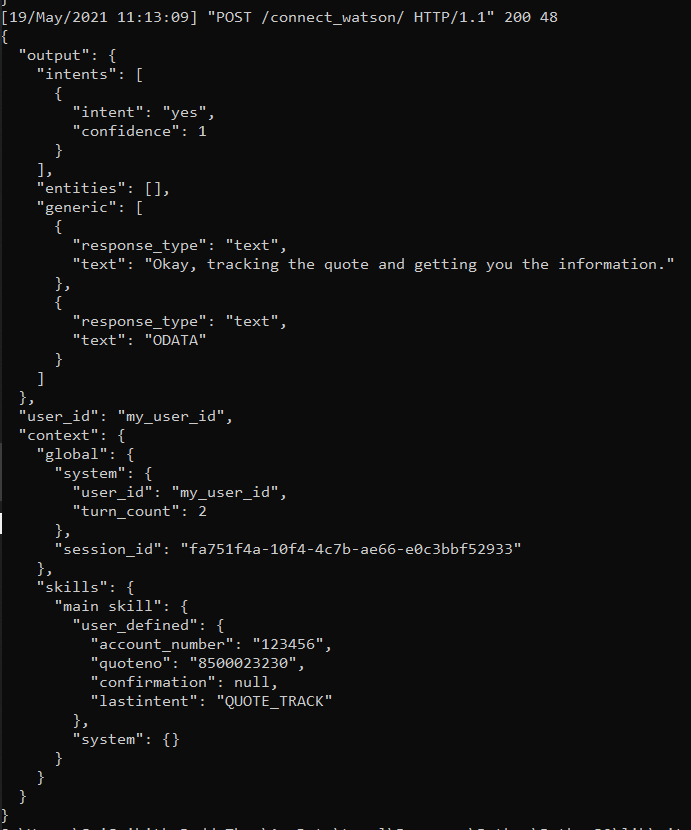 }
[19/May/2021 11:13:09] "POST /connect_watson/ HTTP/1.1" 200 48
{
  "output": {
    "intents": [
      {
        "intent": "yes",
        "confidence": 1
      }
    ],
    "entities": [],
    "generic": [
      {
        "response_type": "text",
        "text": "Okay, tracking the quote and getting you the information."
      },
      {
        "response_type": "text",
        "text": "ODATA"
      }
    ]
  },
  "user_id": "my_user_id",
  "context": {
    "global": {
      "system": {
        "user_id": "my_user_id",
        "turn_count": 2
      },
      "session_id": "fa751f4a-10f4-4c7b-ae66-e0c3bbf52933"
    },
    "skills": {
      "main skill": {
        "user_defined": {
          "account_number": "123456",
          "quoteno": "8500023230",
          "confirmation": null,
          "lastintent": "QUOTE_TRACK"
        },
        "system": {}
      }
    }
  }
}